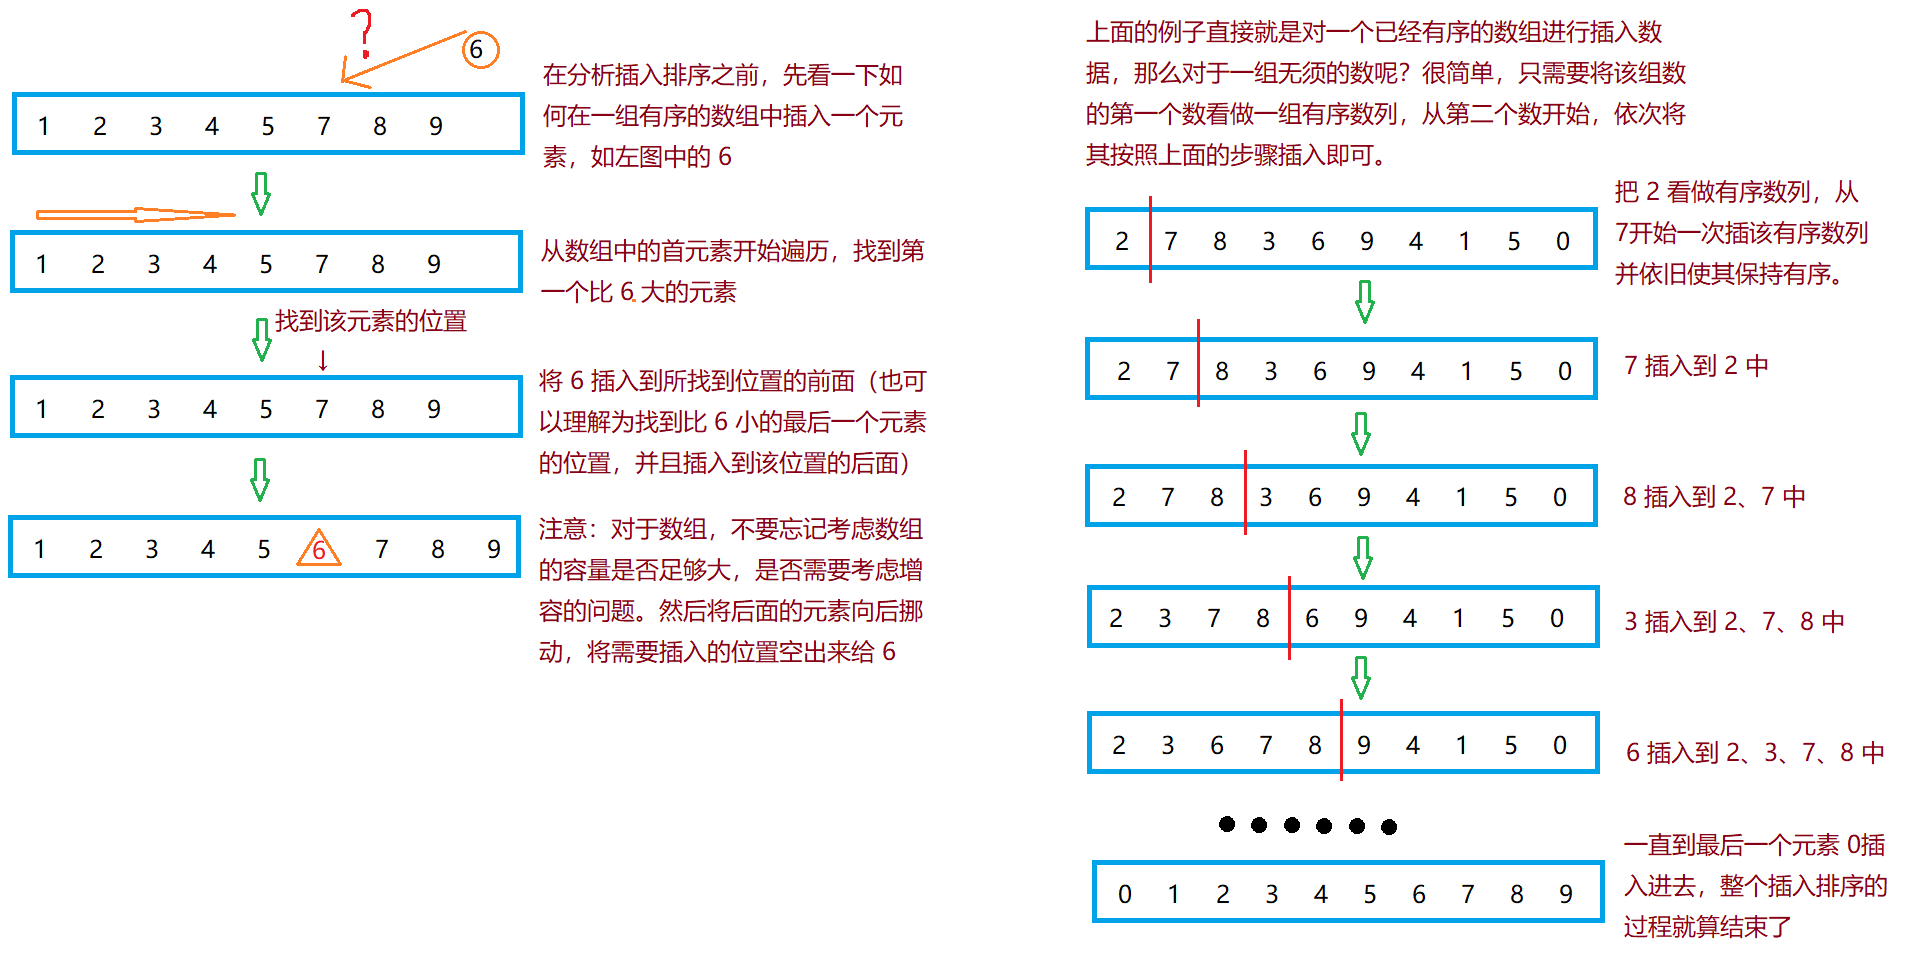 ?
6
1 2 3 4 5 7 8 9
在分析插入排序之前，先看一下如
何在一组有序的数组中插入一个元
素，如左图中的 6
1 2 3 4 5 7 8 9
从数组中的首元素开始遍历，找到第
一个比 6 大的元素
找到该元素的位置
↓
1 2 3 4 5 7 8 9
将 6 插入到所找到位置的前面（也可
以理解为找到比 6 小的最后一个元素
的位置，并且插入到该位置的后面）
1 2 3 4 5 6 7 8 9
注意：对于数组，不要忘记考虑数组
的容量是否足够大，是否需要考虑增
容的问题。然后将后面的元素向后挪
动，将需要插入的位置空出来给 6
上面的例子直接就是对一个已经有序的数组进行插入数
据，那么对于一组无须的数呢？很简单，只需要将该组数
的第一个数看做一组有序数列，从第二个数开始，依次将
其按照上面的步骤插入即可。
2 7 8 3 6 9 4 1 5 0
把 2 看做有序数列，从
7开始一次插该有序数列
并依旧使其保持有序。
2 7 8 3 6 9 4 1 5 0
7 插入到 2 中
2 7 8 3 6 9 4 1 5 0
8 插入到 2、7 中
2 3 7 8 6 9 4 1 5 0
3 插入到 2、7、8 中
2 3 6 7 8 9 4 1 5 0
6 插入到 2、3、7、8 中
0 1 2 3 4 5 6 7 8 9
一直到最后一个元素 0插
入进去，整个插入排序的
过程就算结束了